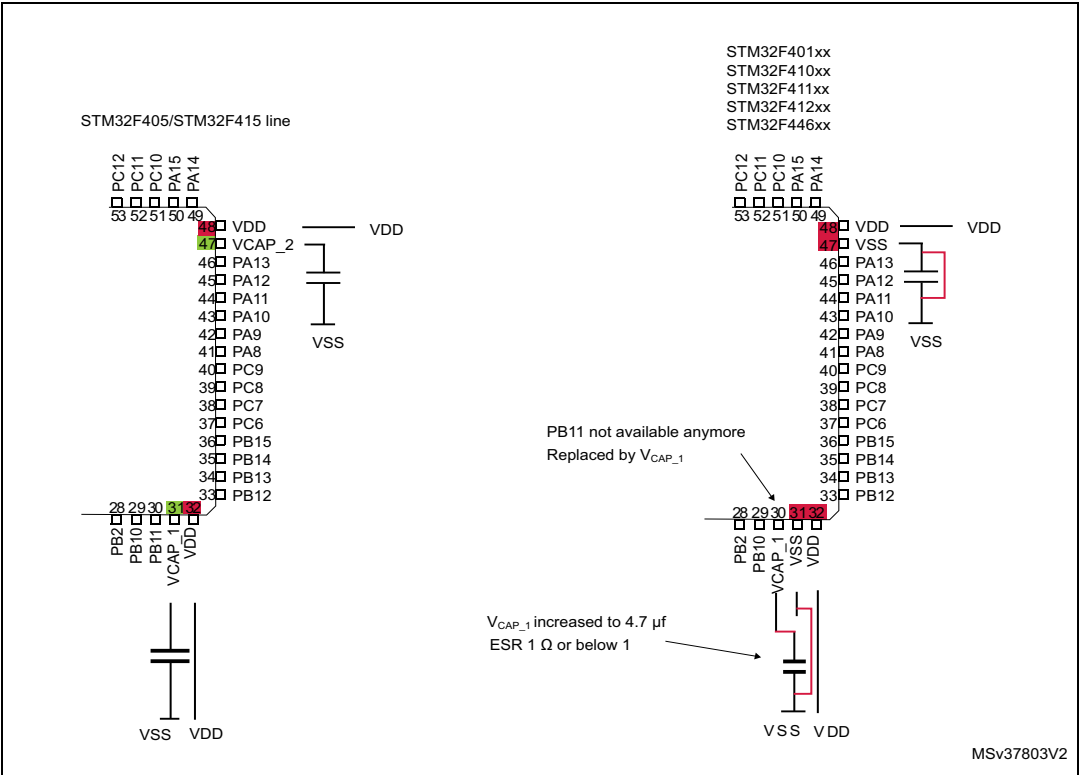 STM32F405/STM32F415 line
PC12
PC11
PC10
PA15
PA14
53 52 51 50 49
48 VDD
VDD
47 VCAP_2
46 PA13
45 PA12
44 PA11
43 PA10
42 PA9
41 PA8
40 PC9
39 PC8
38 PC7
37 PC6
36 PB15
35 PB14
34 PB13
33 PB12
VSS
28 29 30 31 32
PB2
PB10
PB11
VCAP_1
VDD
VSS VDD
STM32F401xx
STM32F410xx
STM32F411xx
STM32F412xx
STM32F446xx
PC12
PC11
PC10
PA15
PA14
53 52 51 50 49
48 VDD
VDD
47 VSS
46 PA13
45 PA12
44 PA11
43 PA10
42 PA9
41 PA8
40 PC9
39 PC8
38 PC7
37 PC6
36 PB15
35 PB14
34 PB13
33 PB12
VSS
PB11 not available anymore
Replaced by VCAP_1
28 29 30 31 32
PB2
PB10
VCAP_1
VSS
VDD
VCAP_1 increased to 4.7 µf
ESR 1 Ω or below 1
VSS VDD
MSv37803V2